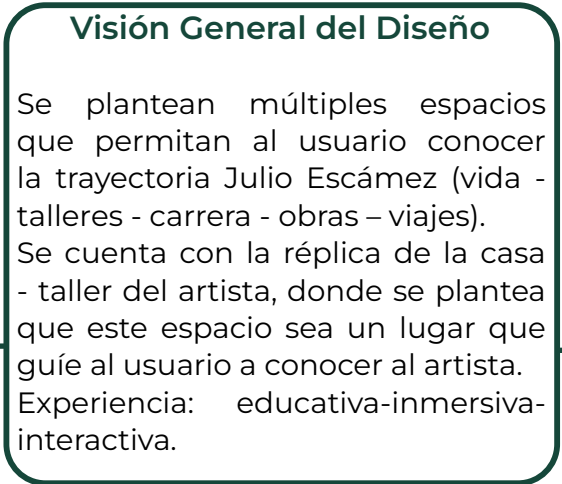 Visión General del Diseño
Se plantean múltiples espacios
que permitan al usuario conocer
la trayectoria Julio Escámez (vida -
talleres - carrera - obras – viajes).
Se cuenta con la réplica de la casa
- taller del artista, donde se plantea
que este espacio sea un lugar que
guíe al usuario a conocer al artista.
Experiencia: educativa-inmersiva-
interactiva.